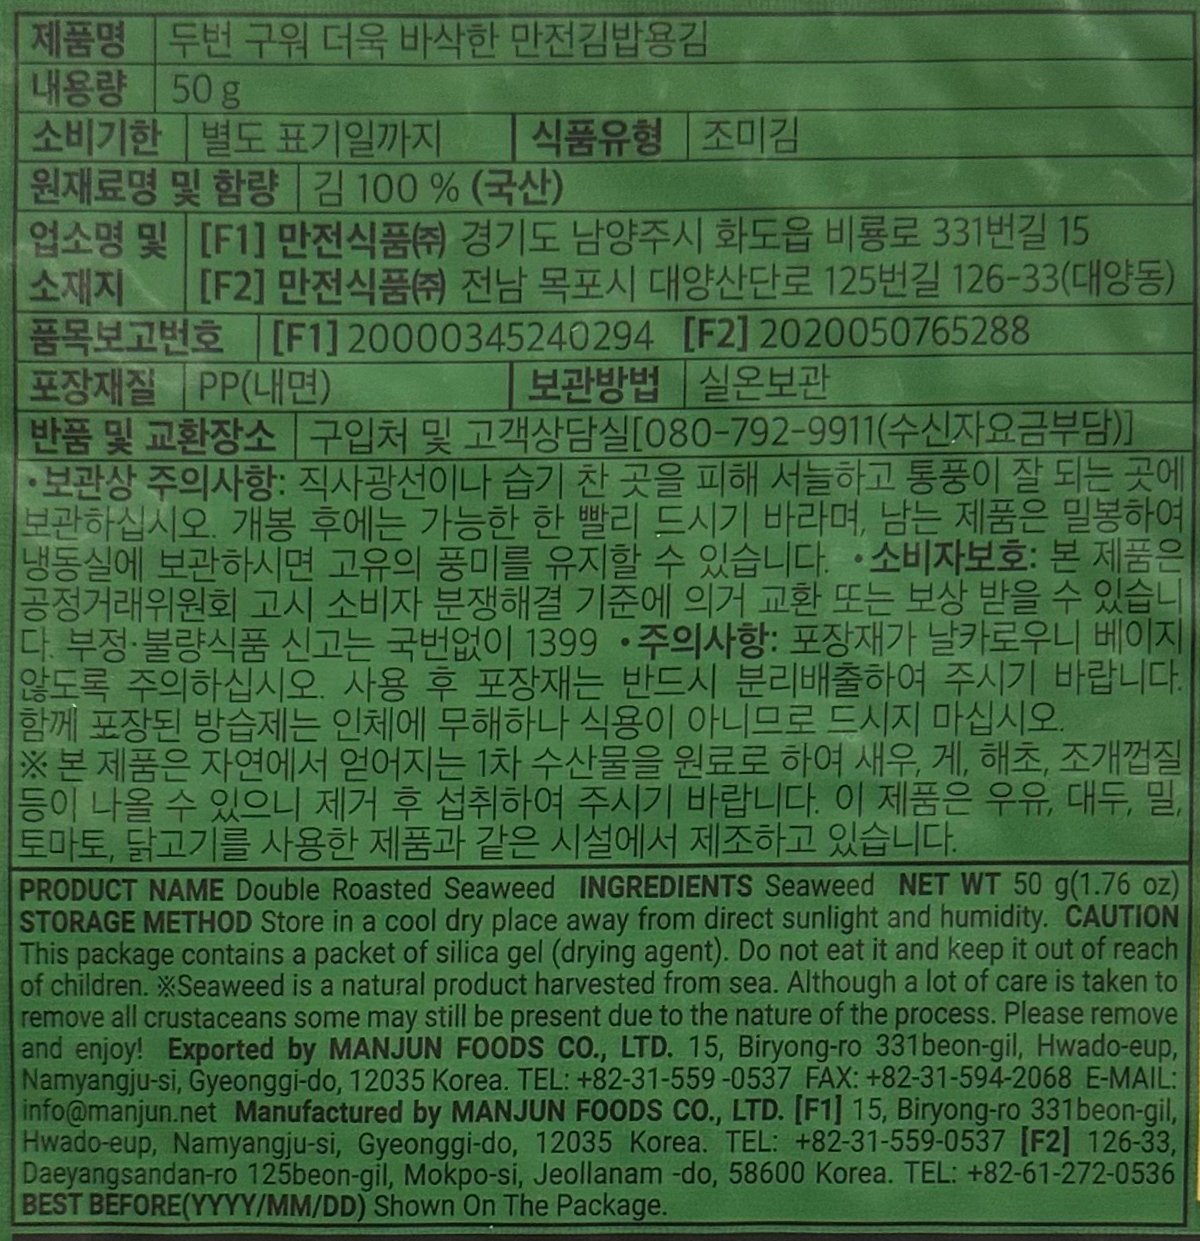 제품명 두번 구워 더욱 바삭한 만전김밥용김
내용량 50 g
소비기한 별도 표기일까지 식품유형 조미김
원재료명 및 함량 김 100 % (국산)
업소명 및 [F1] 만전식품㈜ 경기도 남양주시 화도읍 비룡로 331번길 15
소재지 [F2] 만전식품㈜ 전남 목포시 대양산단로 125번길 126-33(대양동)
품목보고번호 [F1] 20000345240294 [F2] 2020050765288
포장재질 PP(내면) 보관방법 실온보관
반품 및 교환장소 구입처 및 고객상담실[080-792-9911(수신자요금부담)]
•보관상 주의사항: 직사광선이나 습기 찬 곳을 피해 서늘하고 통풍이 잘 되는 곳에
보관하십시오. 개봉 후에는 가능한 한 빨리 드시기 바라며, 남는 제품은 밀봉하여
냉동실에 보관하시면 고유의 풍미를 유지할 수 있습니다. •소비자보호: 본 제품은
공정거래위원회 고시 소비자 분쟁해결 기준에 의거 교환 또는 보상 받을 수 있습니
다. 부정·불량식품 신고는 국번없이 1399 •주의사항: 포장재가 날카로우니 베이지
않도록 주의하십시오. 사용 후 포장재는 반드시 분리배출하여 주시기 바랍니다.
함께 포장된 방습제는 인체에 무해하나 식용이 아니므로 드시지 마십시오.
※ 본 제품은 자연에서 얻어지는 1차 수산물을 원료로 하여 새우, 게, 해초, 조개껍질
등이 나올 수 있으니 제거 후 섭취하여 주시기 바랍니다. 이 제품은 우유, 대두, 밀,
토마토, 닭고기를 사용한 제품과 같은 시설에서 제조하고 있습니다.
PRODUCT NAME Double Roasted Seaweed INGREDIENTS Seaweed NET WT 50 g(1.76 oz)
STORAGE METHOD Store in a cool dry place away from direct sunlight and humidity. CAUTION
This package contains a packet of silica gel (drying agent). Do not eat it and keep it out of reach
of children. ※Seaweed is a natural product harvested from sea. Although a lot of care is taken to
remove all crustaceans some may still be present due to the nature of the process. Please remove
and enjoy! Exported by MANJUN FOODS CO., LTD. 15, Biryong-ro 331beon-gil, Hwado-eup,
Namyangju-si, Gyeonggi-do, 12035 Korea. TEL: +82-31-559 -0537 FAX: +82-31-594-2068 E-MAIL:
info@manjun.net Manufactured by MANJUN FOODS CO., LTD. [F1] 15, Biryong-ro 331beon-gil,
Hwado-eup, Namyangju-si, Gyeonggi-do, 12035 Korea. TEL: +82-31-559-0537 [F2] 126-33,
Daeyangsandan-ro 125beon-gil, Mokpo-si, Jeollanam -do, 58600 Korea. TEL: +82-61-272-0536
BEST BEFORE(YYYY/MM/DD) Shown On The Package.